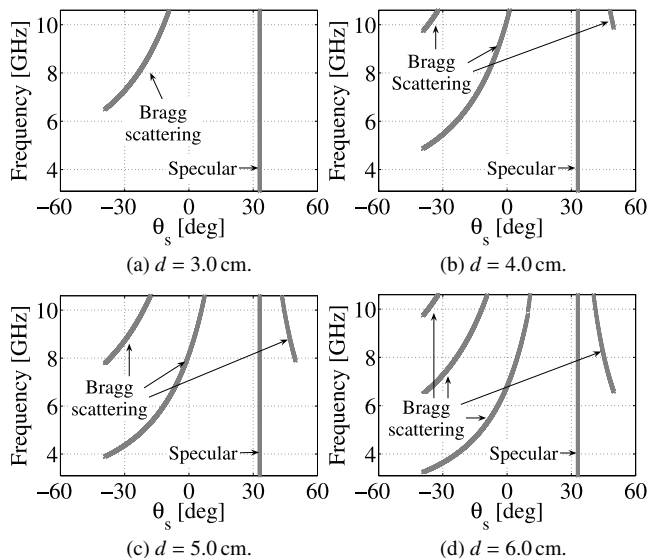 Frequency [GHz]
10
8
6
4
Bragg
scattering
Specular
−60
−30
0
30
60
θs [deg]
(a) d = 3.0 cm.
Frequency [GHz]
10
8
6
4
Bragg
Scattering
Specular
−60
−30
0
30
60
θs [deg]
(b) d = 4.0 cm.
Frequency [GHz]
10
8
6
4
Bragg
scattering
Specular
−60
−30
0
30
60
θs [deg]
(c) d = 5.0 cm.
Frequency [GHz]
10
8
6
4
Bragg
scattering
Specular
−60
−30
0
30
60
θs [deg]
(d) d = 6.0 cm.